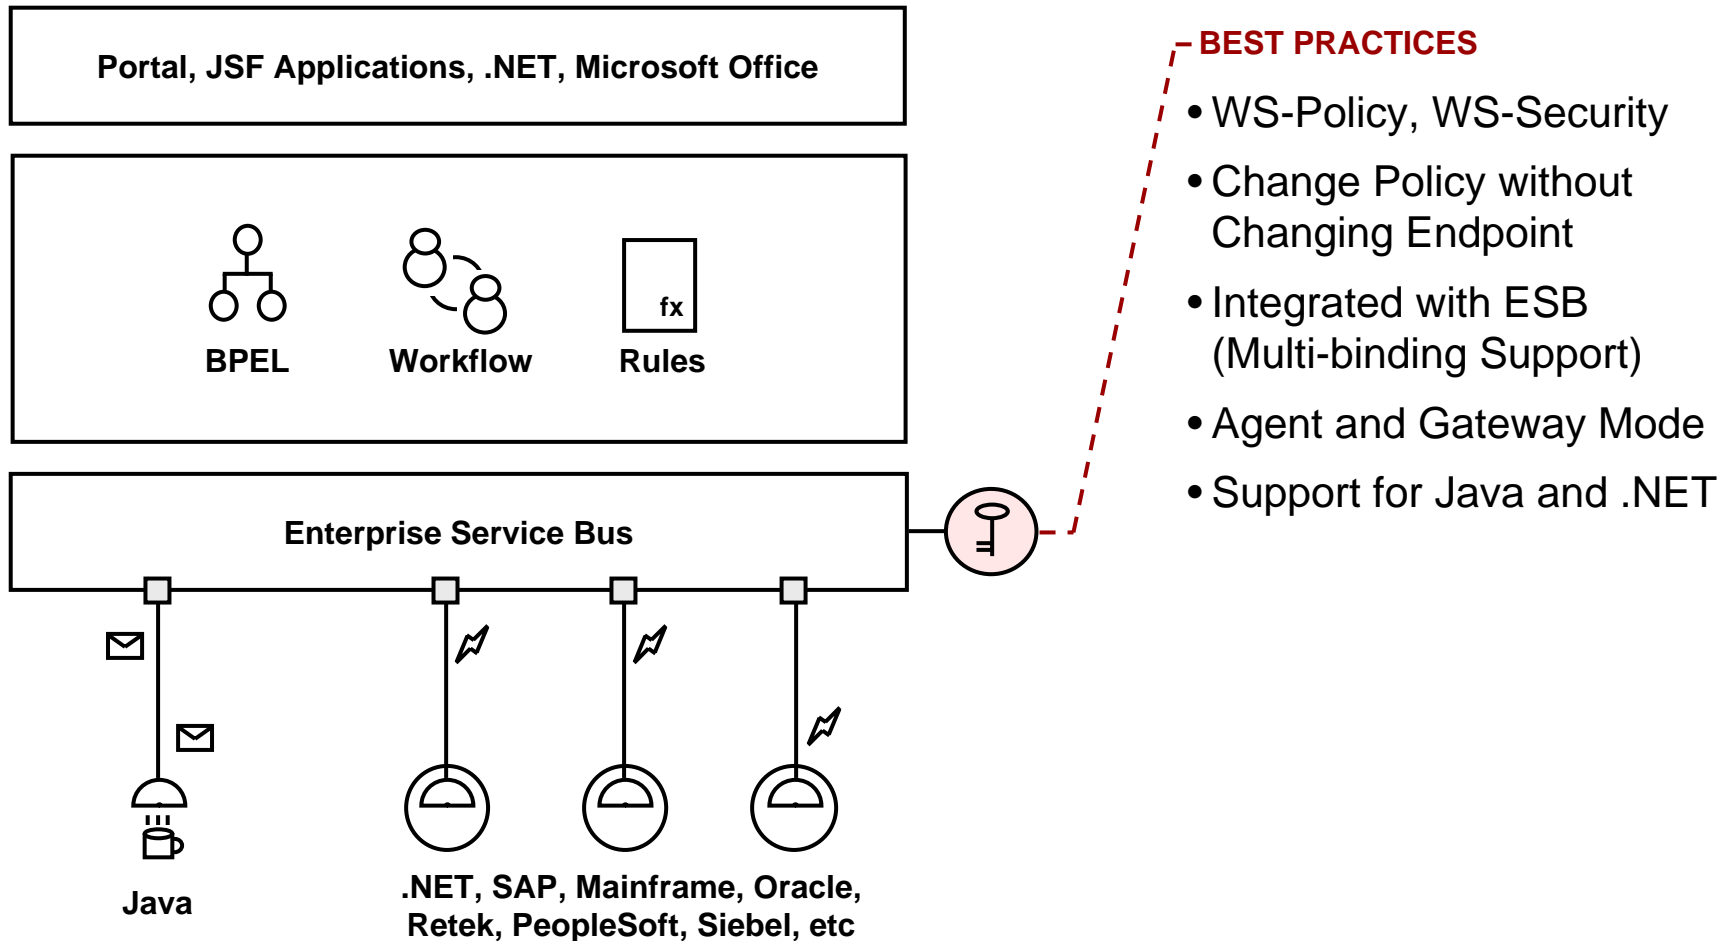 Portal, JSF Applications, .NET, Microsoft Office
fx
BPEL
Workflow
Rules
Enterprise Service Bus
Java
.NET, SAP, Mainframe, Oracle,
Retek, PeopleSoft, Siebel, etc
BEST PRACTICES
• WS-Policy, WS-Security
• Change Policy without
Changing Endpoint
• Integrated with ESB
(Multi-binding Support)
• Agent and Gateway Mode
• Support for Java and .NET